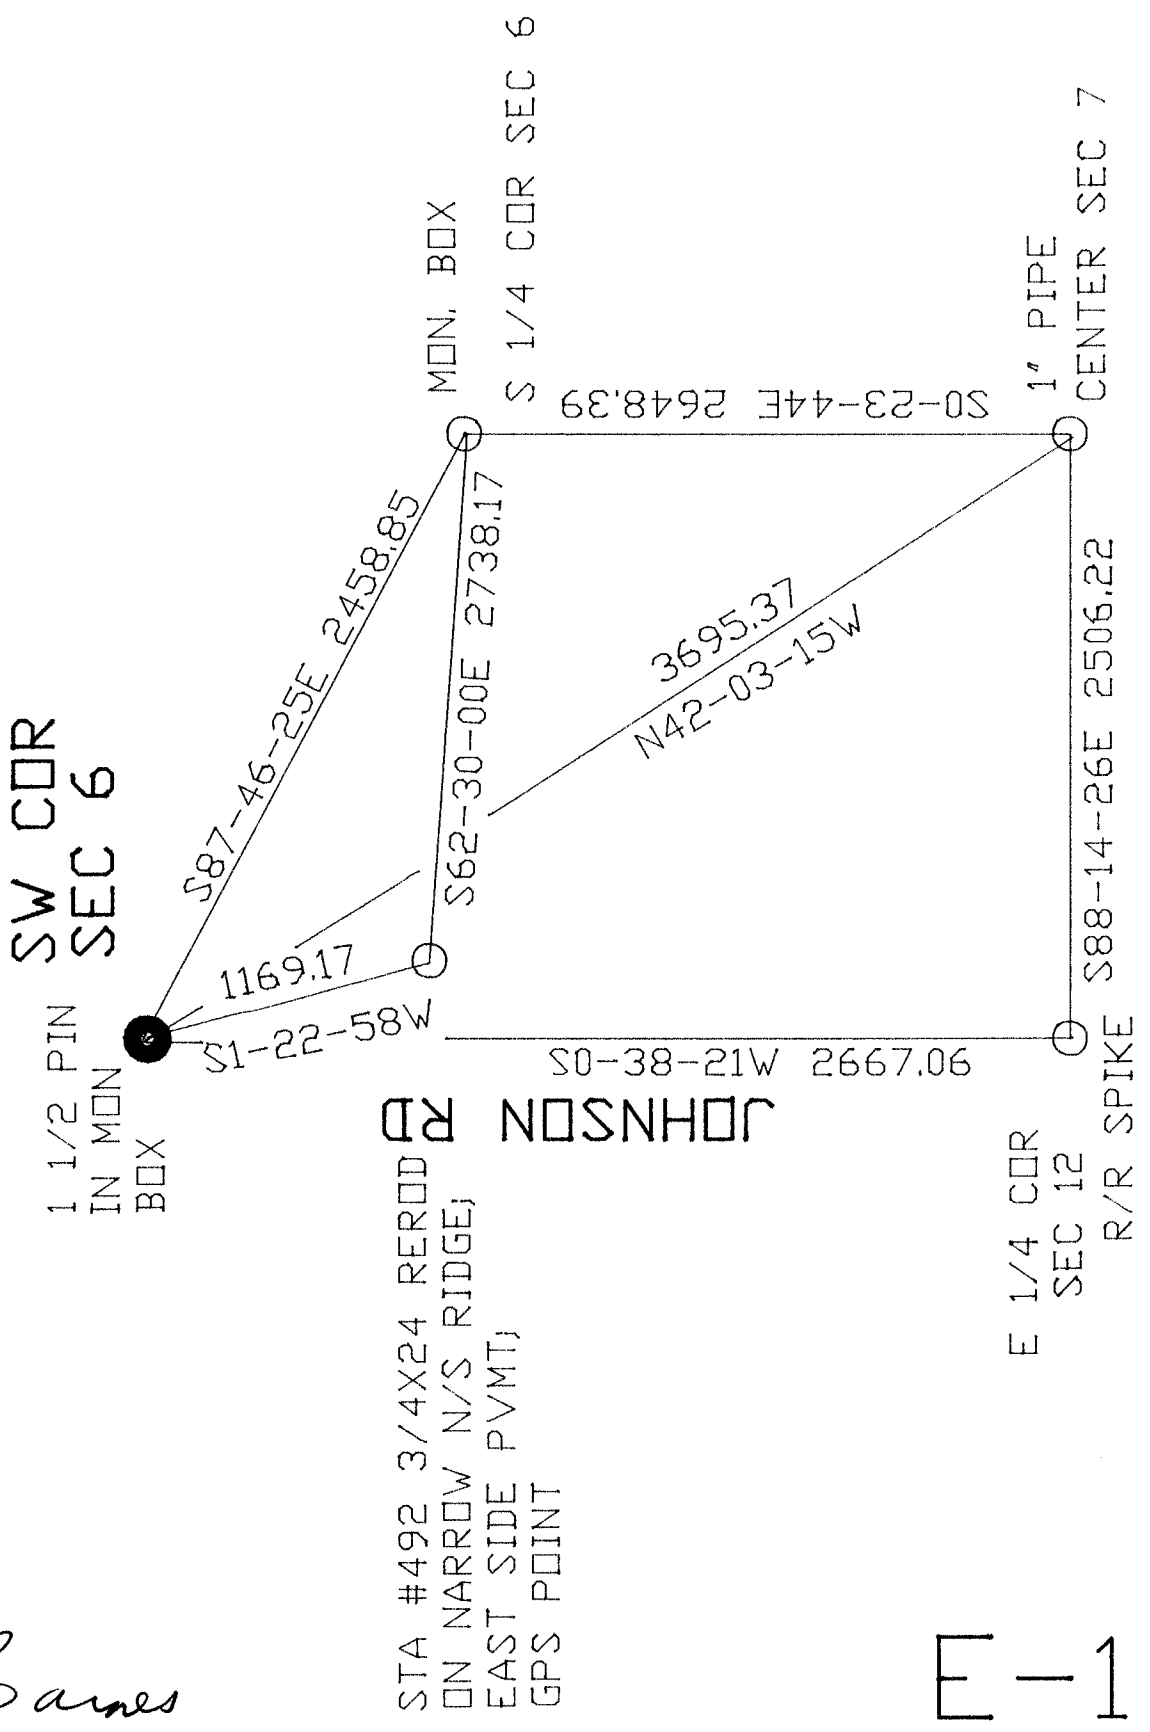 SW COR
SEC 6
1 1/2 PIN
IN MON
BOX
S87-46-25E 2458.85
MON. BOX
S 1/4 COR SEC 6
1169.17
S1-22-58W
S62-30-00E 2738.17
S0-23-44E 2648.39
3695.37
N42-03-15W
1" PIPE
CENTER SEC 7
S0-38-21W 2667.06
JOHNSON RD
S88-14-26E 2506.22
E 1/4 COR
SEC 12
R/R SPIKE
STA #492 3/4X24 REROD
ON NARROW N/S RIDGE;
EAST SIDE PVMT;
GPS POINT
Barnes
E-1